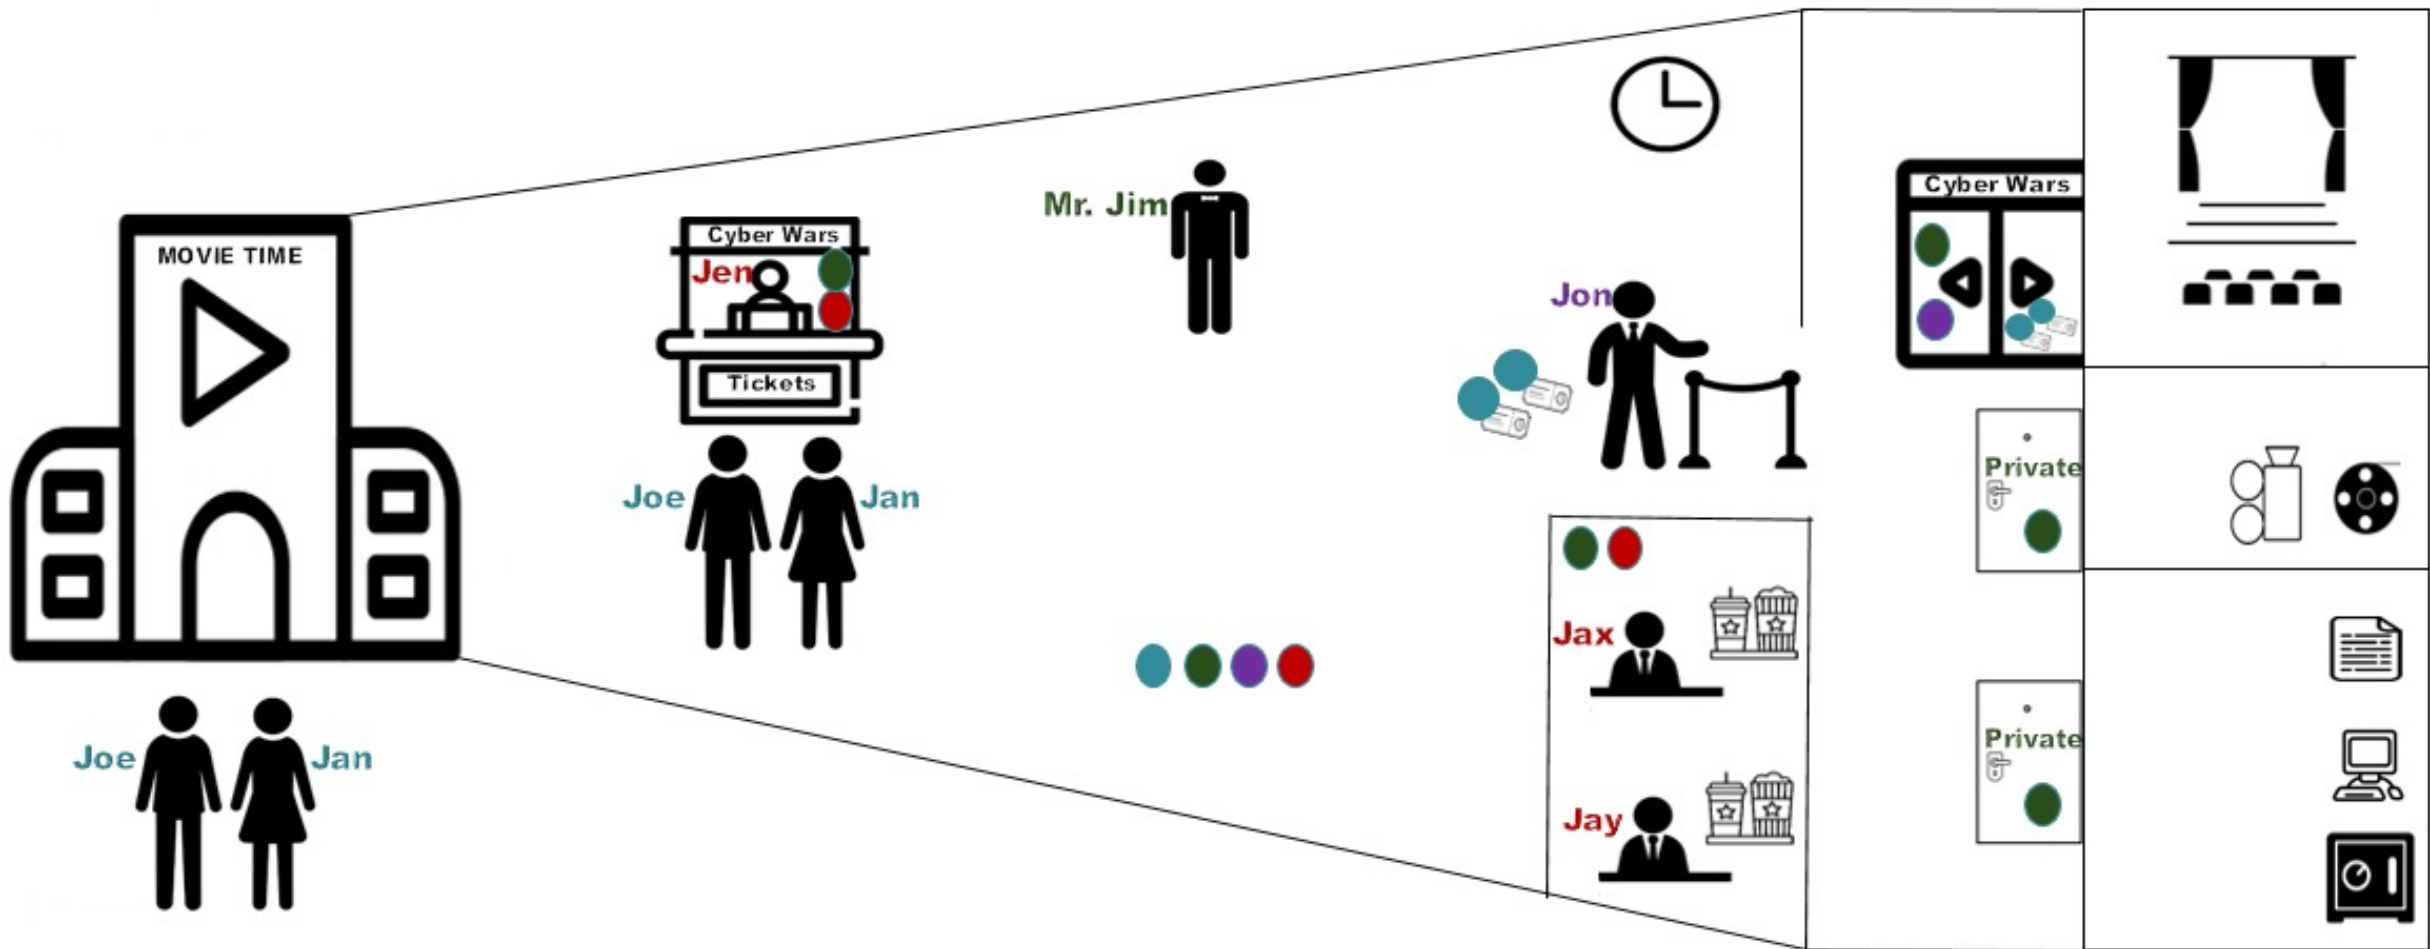 MOVIE TIME
Joe
Jan
Cyber Wars
Jen
Tickets
Joe
Jan
Mr. Jim
Jon
Jax
Jay
Cyber Wars
Private
Private